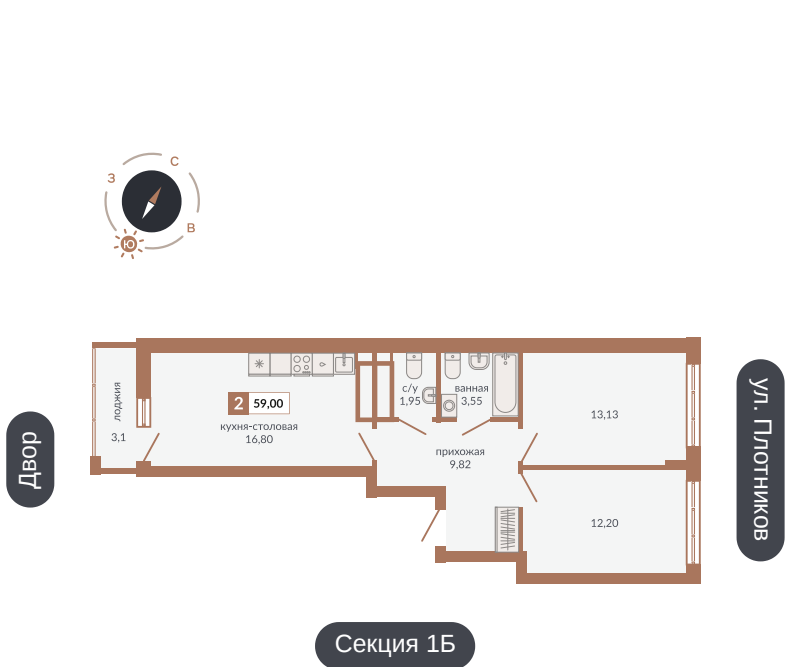 С
З
В
Ю
лоджия
3,1
2 59,00
кухня-столовая
16,80
с/у
1,95
ванная
3,55
прихожая
9,82
13,13
12,20
Двор
ул. Плотников
Секция 1Б